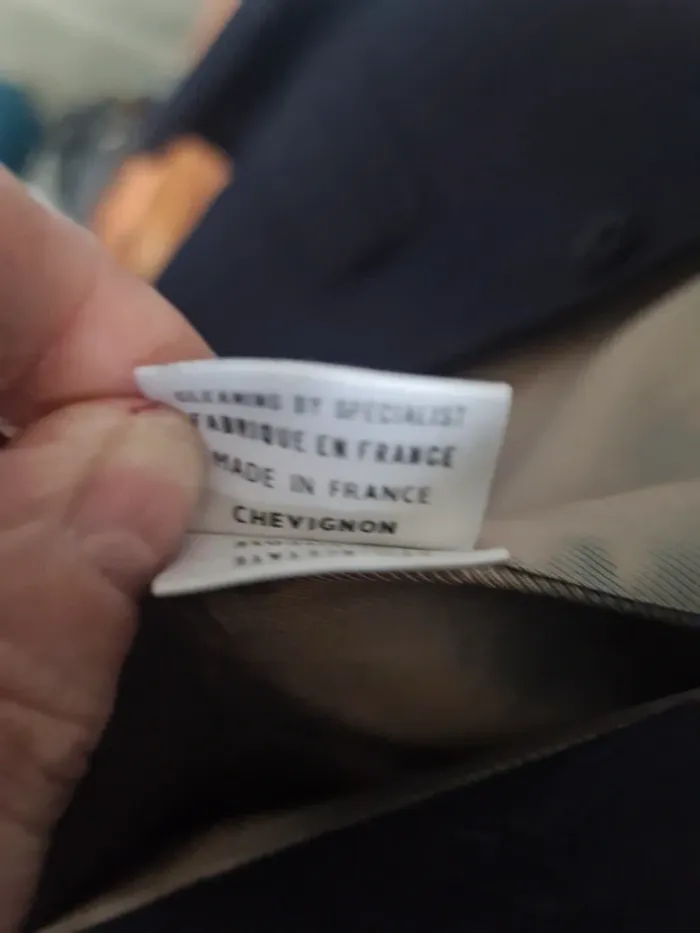 CLEANING BY SPECIALIST
FABRIQUE EN FRANCE
MADE IN FRANCE
CHEVIGNON